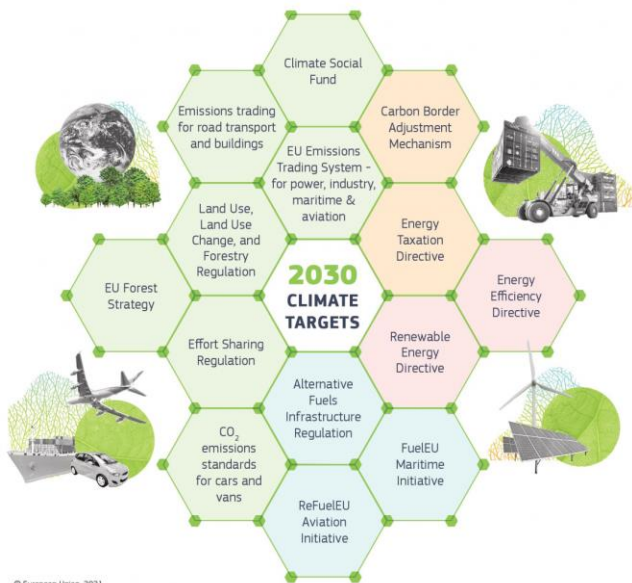 Climate Social
Fund
Emissions trading
for road transport
and buildings
Carbon Border
Adjustment
Mechanism
EU Emissions
Trading System -
for power, industry,
maritime &
aviation
Land Use,
Land Use
Change, and
Forestry
Regulation
Energy
Taxation
Directive
EU Forest
Strategy
2030
CLIMATE
TARGETS
Energy
Efficiency
Directive
Effort Sharing
Regulation
Renewable
Energy
Directive
Alternative
Fuels
Infrastructure
Regulation
CO₂
emissions
standards
for cars and
vans
FuelEU
Maritime
Initiative
ReFuelEU
Aviation
Initiative
© European Union, 2021